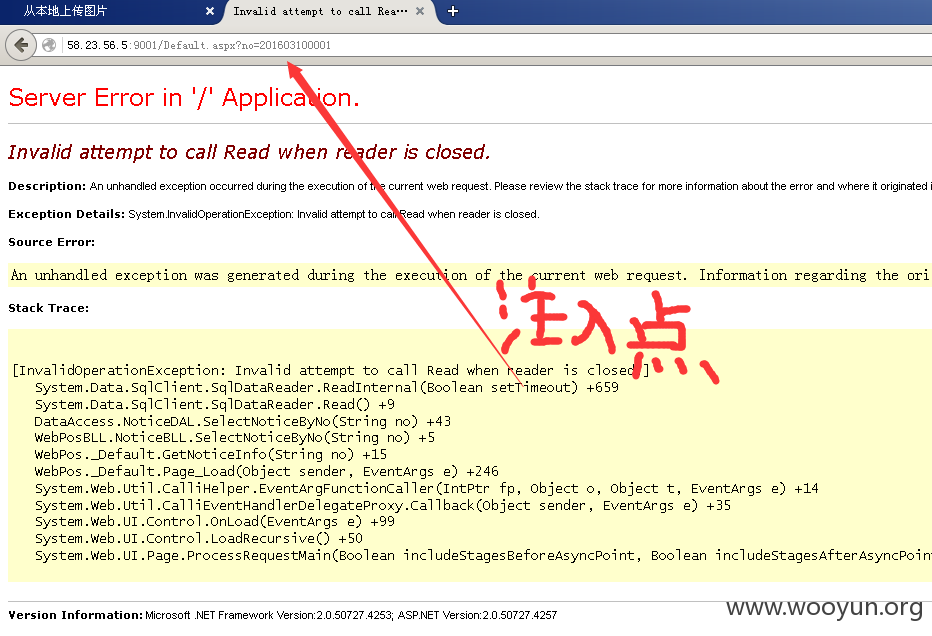 从本地上传图片
Invalid attempt to call Rea...
58.23.56.5:9001/Default.aspx?no=201603100001
Server Error in '/' Application.
Invalid attempt to call Read when reader is closed.
Description: An unhandled exception occurred during the execution of the current web request. Please review the stack trace for more information about the error and where it originated i
Exception Details: System.InvalidOperationException: Invalid attempt to call Read when reader is closed.
Source Error:
An unhandled exception was generated during the execution of the current web request. Information regarding the ori
Stack Trace:
注入点、
[InvalidOperationException: Invalid attempt to call Read when reader is closed.]
System.Data.SqlClient.SqlDataReader.ReadInternal(Boolean setTimeout) +659
System.Data.SqlClient.SqlDataReader.Read() +9
DataAccess.NoticeDAL.SelectNoticeByNo(String no) +43
WebPosBLL.NoticeBLL.SelectNoticeByNo(String no) +5
WebPos._Default.GetNoticeInfo(String no) +15
WebPos._Default.Page_Load(Object sender, EventArgs e) +246
System.Web.Util.CalliHelper.EventArgFunctionCaller(IntPtr fp, Object o, Object t, EventArgs e) +14
System.Web.Util.CalliEventHandlerDelegateProxy.Callback(Object sender, EventArgs e) +35
System.Web.UI.Control.OnLoad(EventArgs e) +99
System.Web.UI.Control.LoadRecursive() +50
System.Web.UI.Page.ProcessRequestMain(Boolean includeStagesBeforeAsyncPoint, Boolean includeStagesAfterAsyncPoin
Version Information: Microsoft .NET Framework Version:2.0.50727.4253; ASP.NET Version:2.0.50727.4257
www.wooyun.org